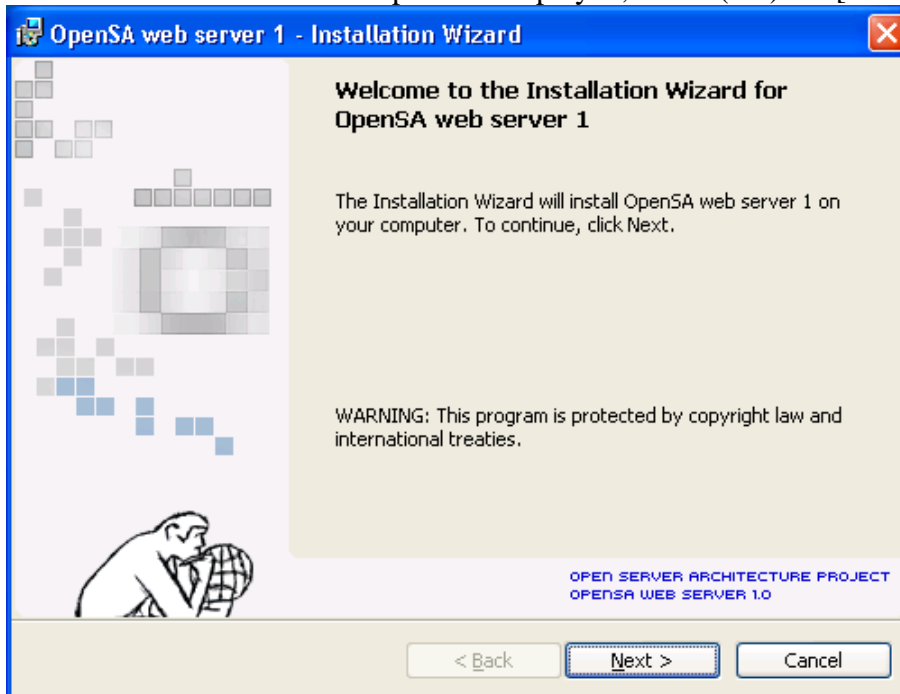 OpenSA web server 1 - Installation Wizard
Welcome to the Installation Wizard for
OpenSA web server 1
The Installation Wizard will install OpenSA web server 1 on
your computer. To continue, click Next.
WARNING: This program is protected by copyright law and
international treaties.
OPEN SERVER ARCHITECTURE PROJECT
OPENSA WEB SERVER 1.0
< Back Next > Cancel